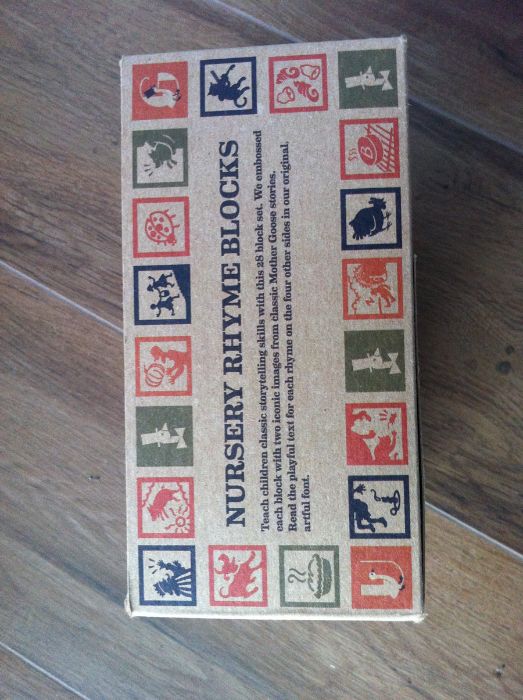 NURSERY RHYME BLOCKS
Teach children classic storytelling skills with this 28 block set. We embossed
each block with two iconic images from classic Mother Goose stories.
Read the playful text for each rhyme on the four other sides in our original,
artful font.
B